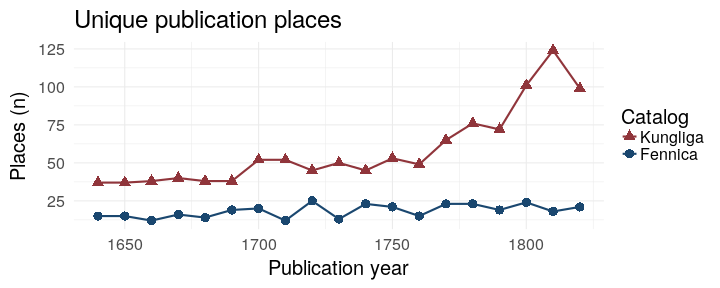 Unique publication places
125
100
75
50
25
Places (n)
1650 1700 1750 1800
Publication year
Catalog
Kungliga
Fennica